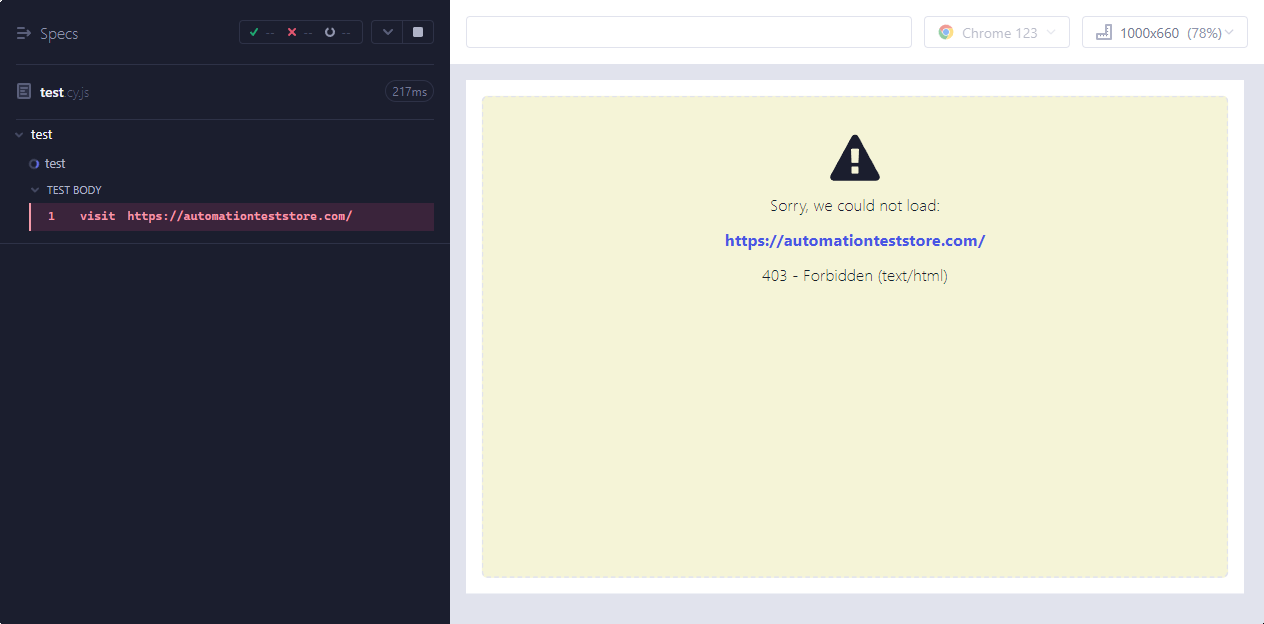 Specs
-- -- --
test cy.js
217ms
test
test
TEST BODY
1 visit https://automationteststore.com/
Chrome 123
1000x660 (78%)
Sorry, we could not load:
https://automationteststore.com/
403 - Forbidden (text/html)